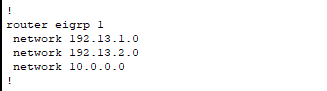 !
router eigrp 1
 network 192.13.1.0
 network 192.13.2.0
 network 10.0.0.0
!